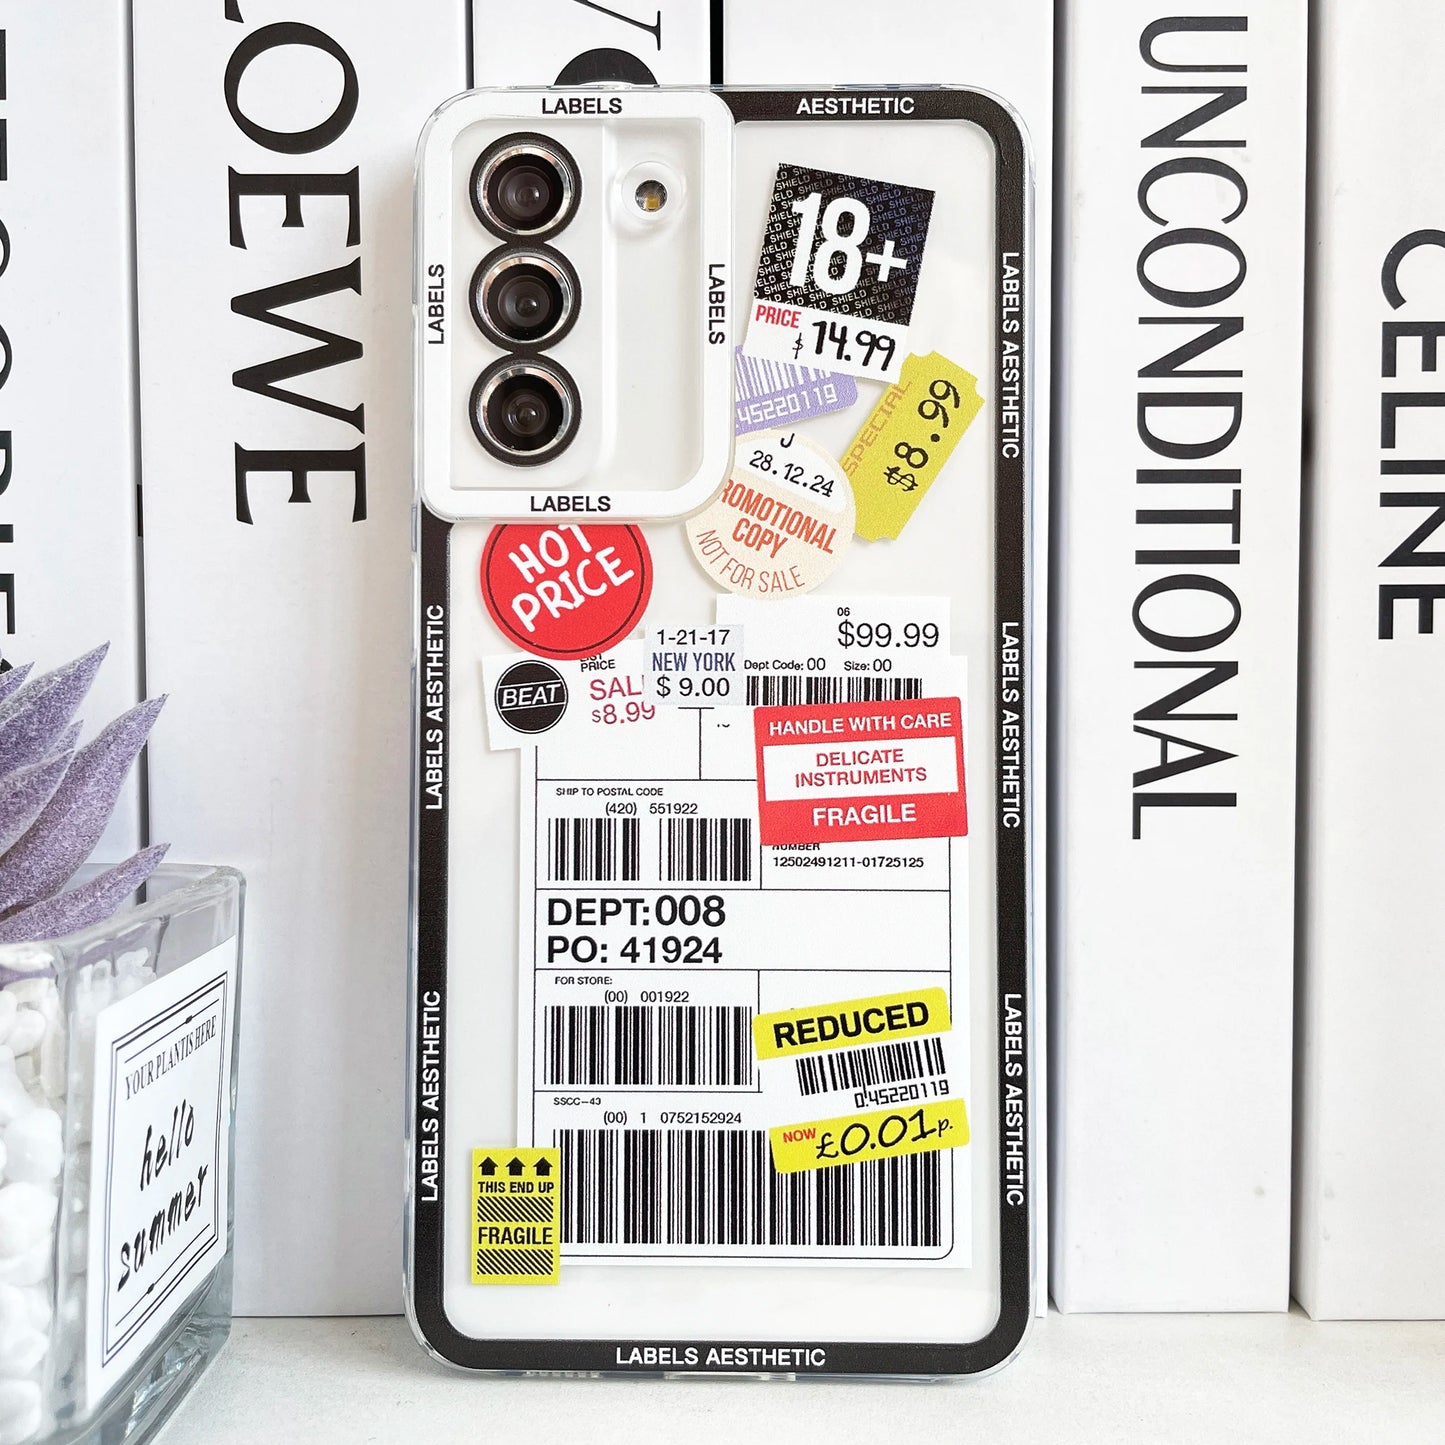 LOEWE
UNCONDITIONAL
CELINE
LABELS
AESTHETIC
LABELS
LABELS
LABELS
18+
PRICE
$ 14.99
0.45220119
SPECIAL
$8.99
J
28.12.24
PROMOTIONAL
COPY
NOT FOR SALE
HOT
PRICE
LABELS AESTHETIC
LABELS AESTHETIC
LABELS AESTHETIC
LABELS AESTHETIC
LABELS AESTHETIC
06
$99.99
Dept Code: 00 Size: 00
1-21-17
NEW YORK
$ 9.00
BEAT
PRICE
SAL
$8.99
HANDLE WITH CARE
DELICATE
INSTRUMENTS
FRAGILE
SHIP TO POSTAL CODE
(420) 551922
NUMBER
12502491211-01725125
DEPT:008
PO: 41924
FOR STORE:
(00) 001922
REDUCED
0.45220119
NOW £0.01p.
SSCC-43
(00) 1 0752152924
THIS END UP
FRAGILE
LABELS AESTHETIC
YOUR PLANT IS HERE
hello
summer